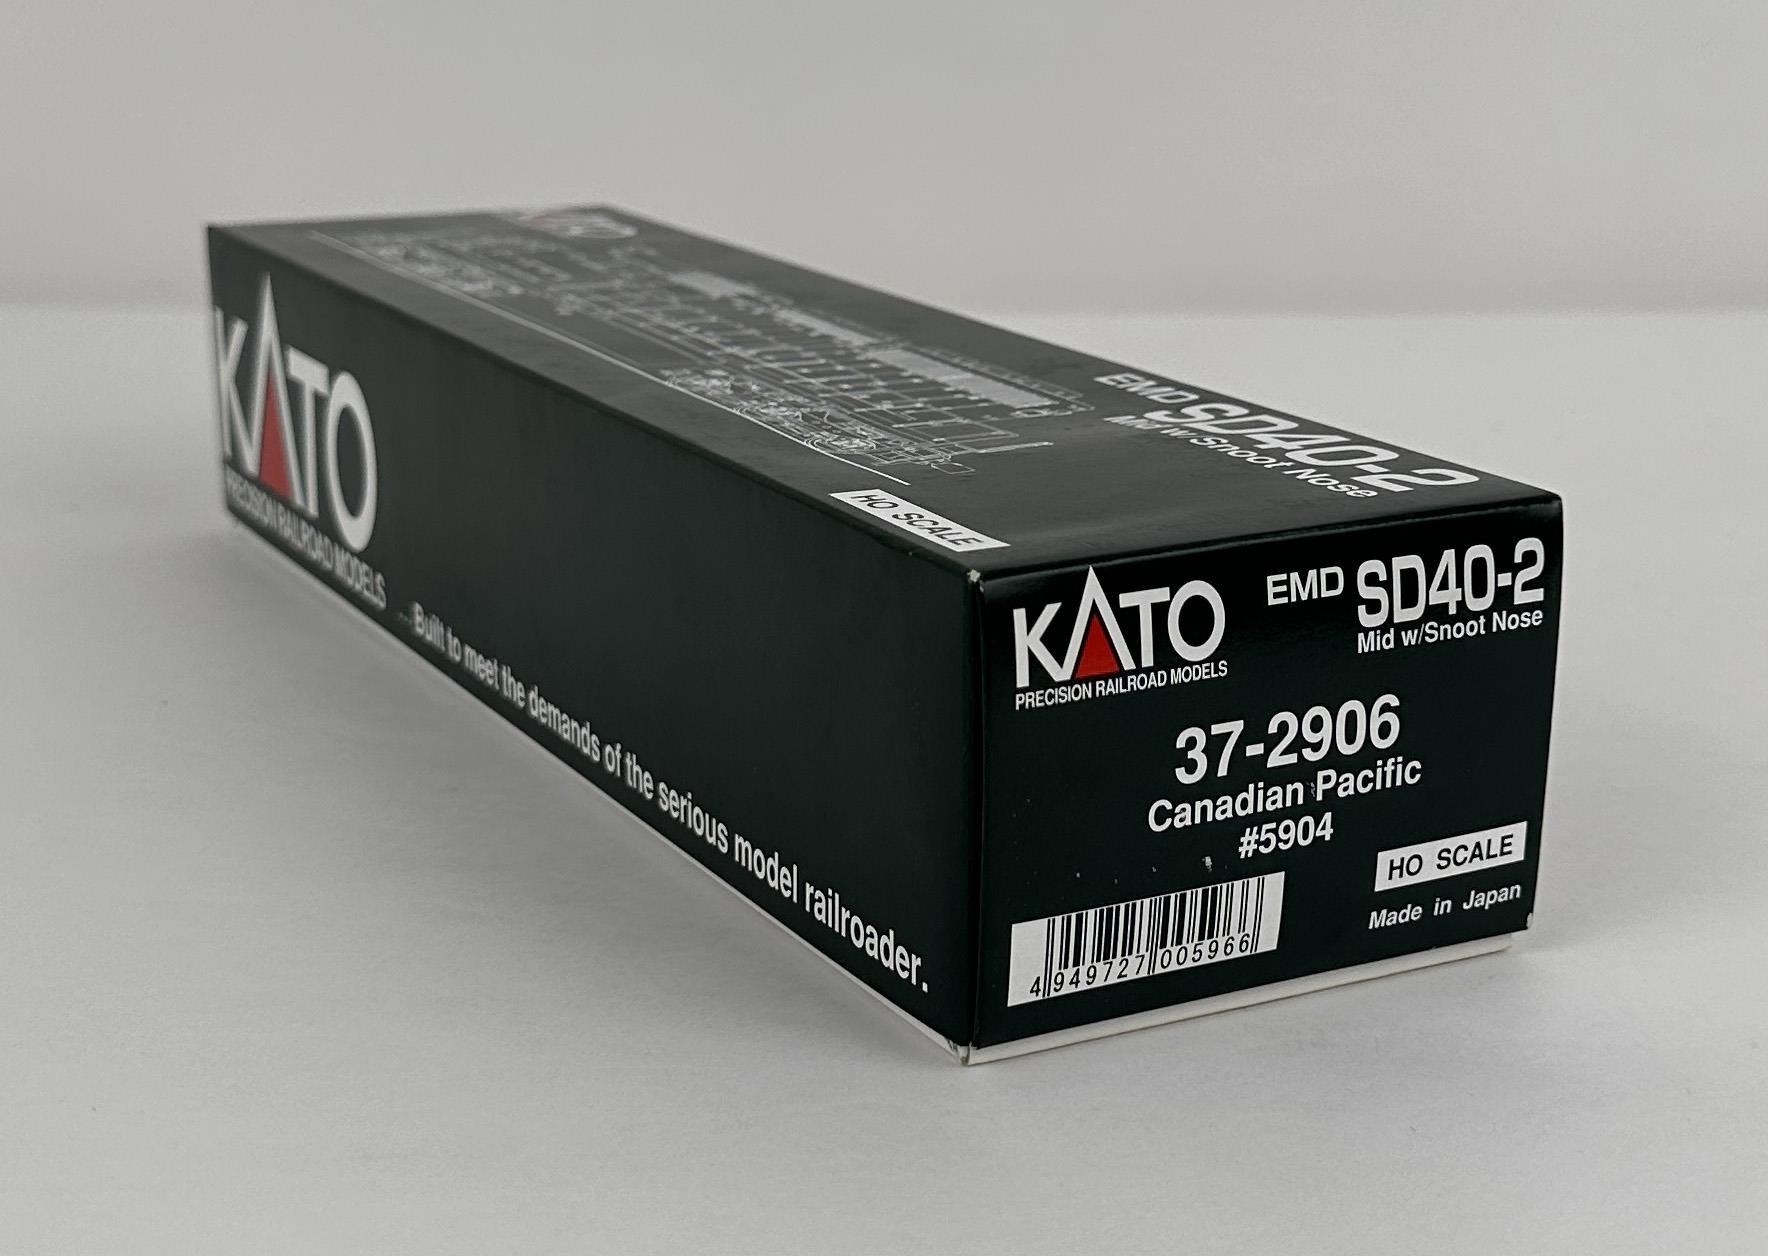 KATO
EMD SD40-2
Mid w/Snoot Nose
HO SCALE
KATO
PRECISION RAILROAD MODELS
...Built to meet the demands of the serious model railroader.
KATO
PRECISION RAILROAD MODELS
EMD SD40-2
Mid w/Snoot Nose
37-2906
Canadian Pacific
#5904
HO SCALE
Made in Japan
4 949727 005966